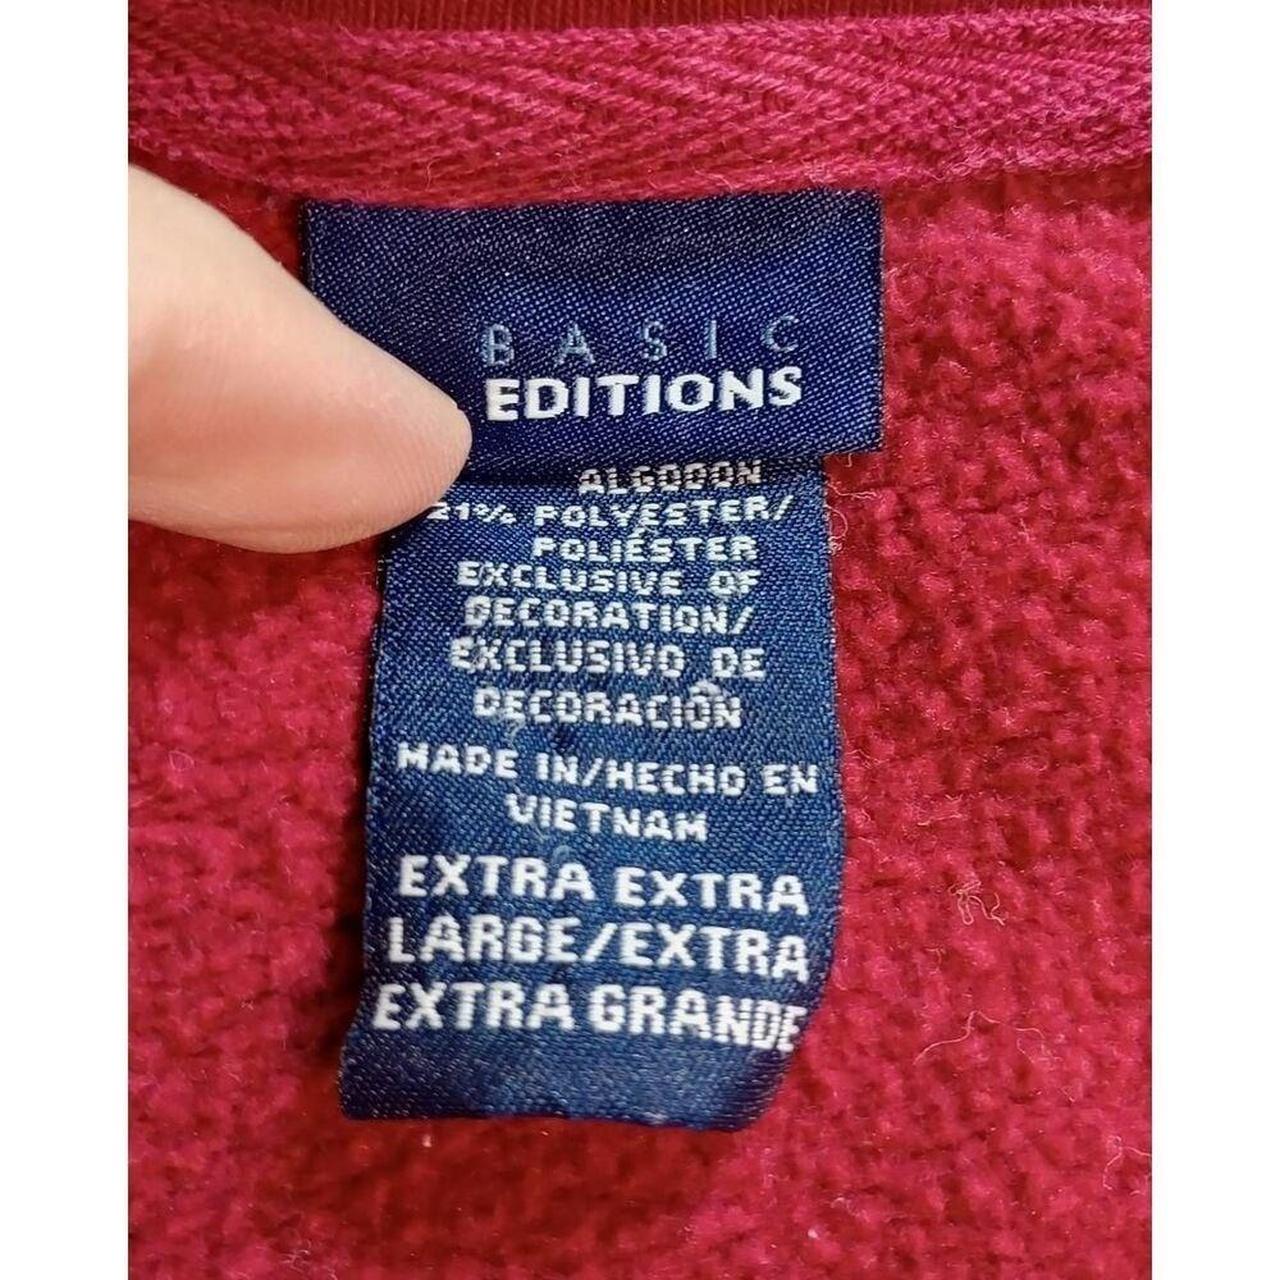 BASIC
EDITIONS
ALGODON
POLYESTER/
POLIÉSTER
EXCLUSIVE OF
DECORATION/
EXCLUSIVO DE
DECORACIÓN
MADE IN/HECHO EN
VIETNAM
EXTRA EXTRA
LARGE/EXTRA
EXTRA GRANDE